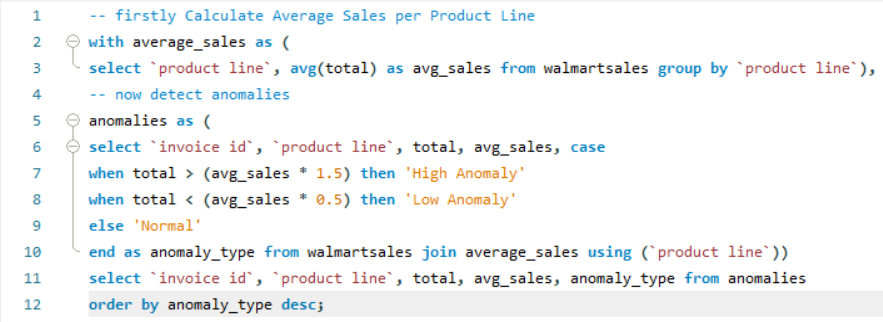 1 -- firstly Calculate Average Sales per Product Line
2 with average_sales as (
3 select `product line`, avg(total) as avg_sales from walmartsales group by `product line`),
4 -- now detect anomalies
5 anomalies as (
6 select `invoice id`, `product line`, total, avg_sales, case
7 when total > (avg_sales * 1.5) then 'High Anomaly'
8 when total < (avg_sales * 0.5) then 'Low Anomaly'
9 else 'Normal'
10 end as anomaly_type from walmartsales join average_sales using (`product line`))
11 select `invoice id`, `product line`, total, avg_sales, anomaly_type from anomalies
12 order by anomaly_type desc;